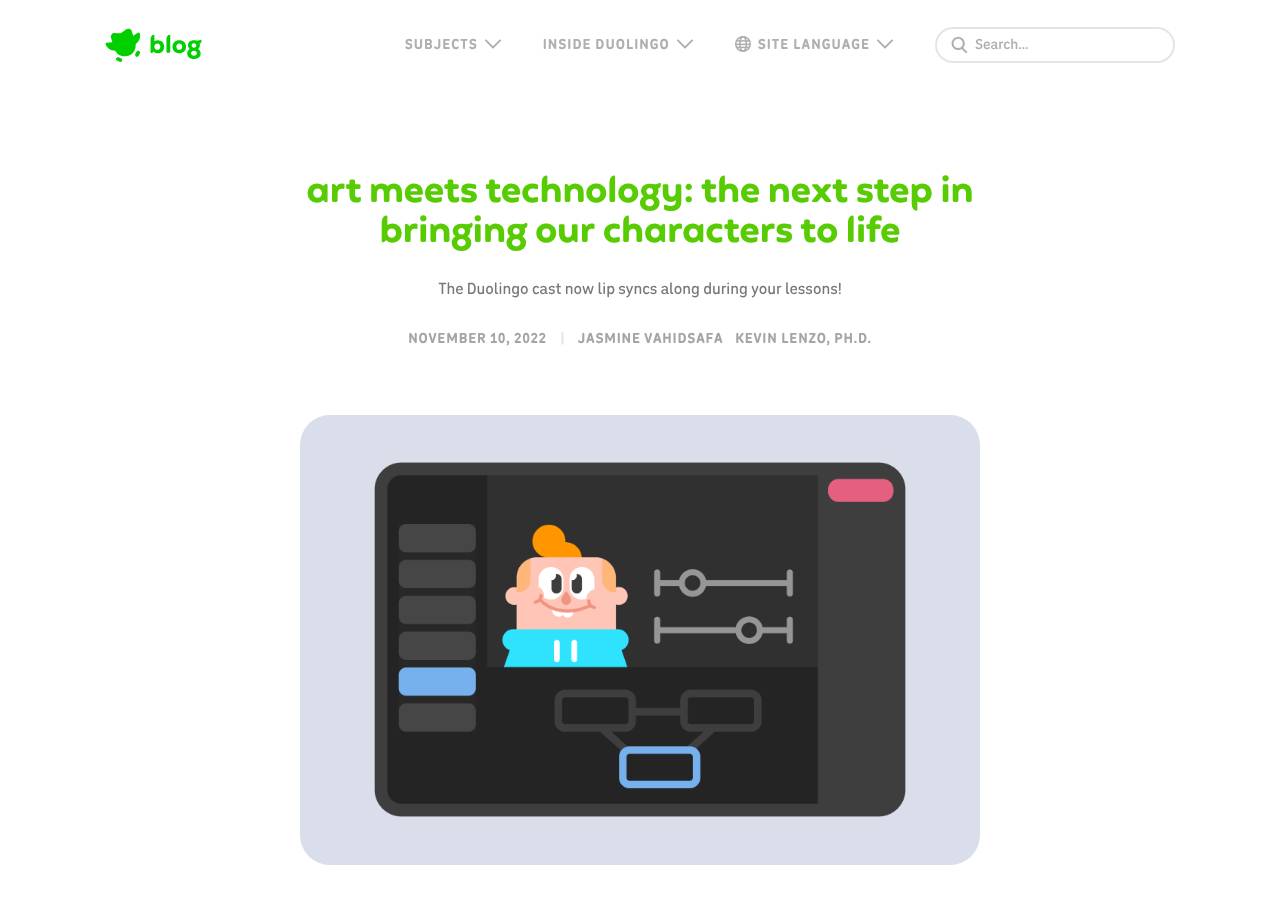 blog
SUBJECTS
INSIDE DUOLINGO
SITE LANGUAGE
Search...
art meets technology: the next step in
bringing our characters to life
The Duolingo cast now lip syncs along during your lessons!
NOVEMBER 10, 2022 | JASMINE VAHIDSAFA KEVIN LENZO, PH.D.